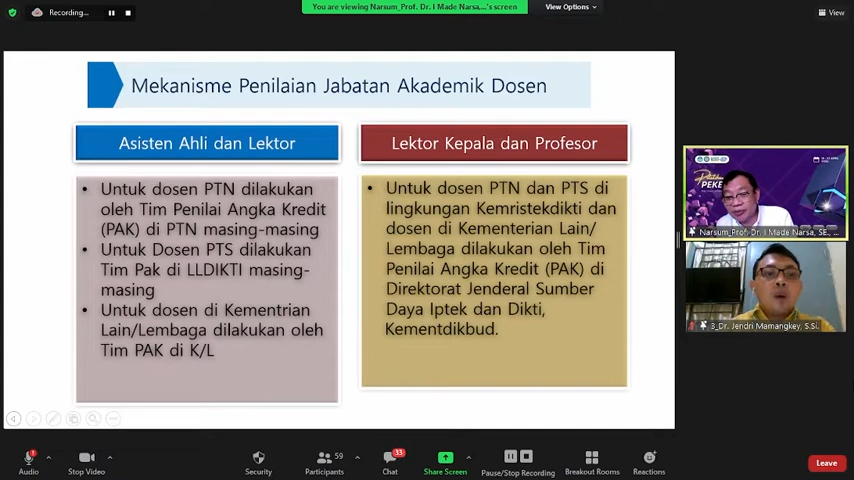 Recording...
You are viewing Narsum_Prof. Dr. I Made Narsa,...'s screen
View Options
View
Mekanisme Penilaian Jabatan Akademik Dosen
Asisten Ahli dan Lektor
• Untuk dosen PTN dilakukan
oleh Tim Penilai Angka Kredit
(PAK) di PTN masing-masing
• Untuk Dosen PTS dilakukan
Tim Pak di LLDIKTI masing-
masing
• Untuk dosen di Kementrian
Lain/Lembaga dilakukan oleh
Tim PAK di K/L
Lektor Kepala dan Profesor
• Untuk dosen PTN dan PTS di
lingkungan Kemristekdikti dan
dosen di Kementerian Lain/
Lembaga dilakukan oleh Tim
Penilai Angka Kredit (PAK) di
Direktorat Jenderal Sumber
Daya Iptek dan Dikti,
Kementdikbud.
PEKE
Narsum_Prof. Dr. I Made Narsa, SE., ...
3_Dr. Jendri Mamangkey, S.Si.
1
Audio
Stop Video
Security
59
Participants
33
Chat
Share Screen
Pause/Stop Recording
Breakout Rooms
Reactions
Leave